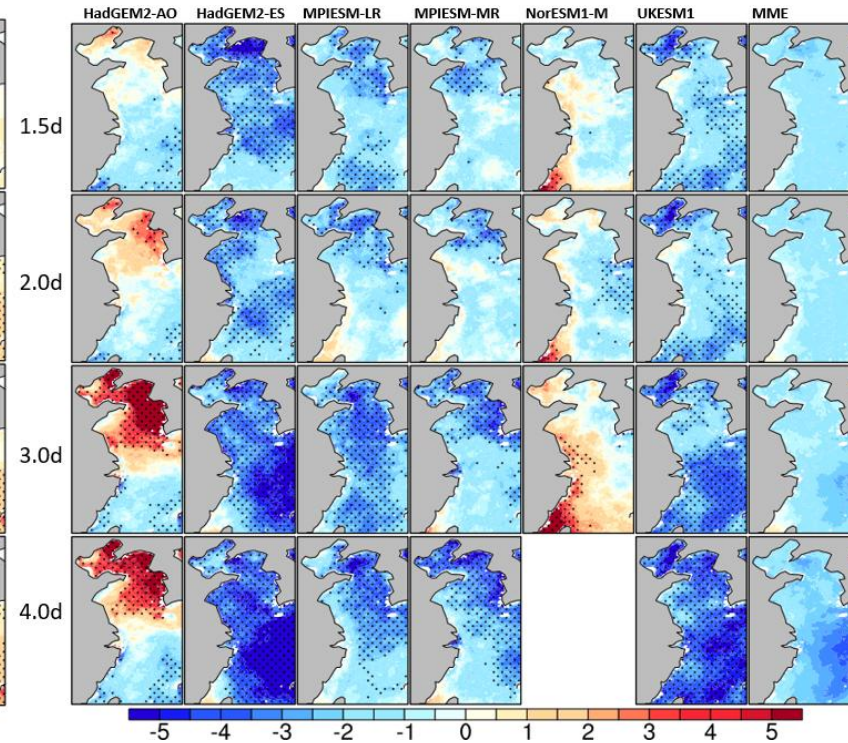 HadGEM2-AO HadGEM2-ES MPIESM-LR MPIESM-MR NorESM1-M UKESM1 MME
1.5d
2.0d
3.0d
4.0d
-5 -4 -3 -2 -1 0 1 2 3 4 5